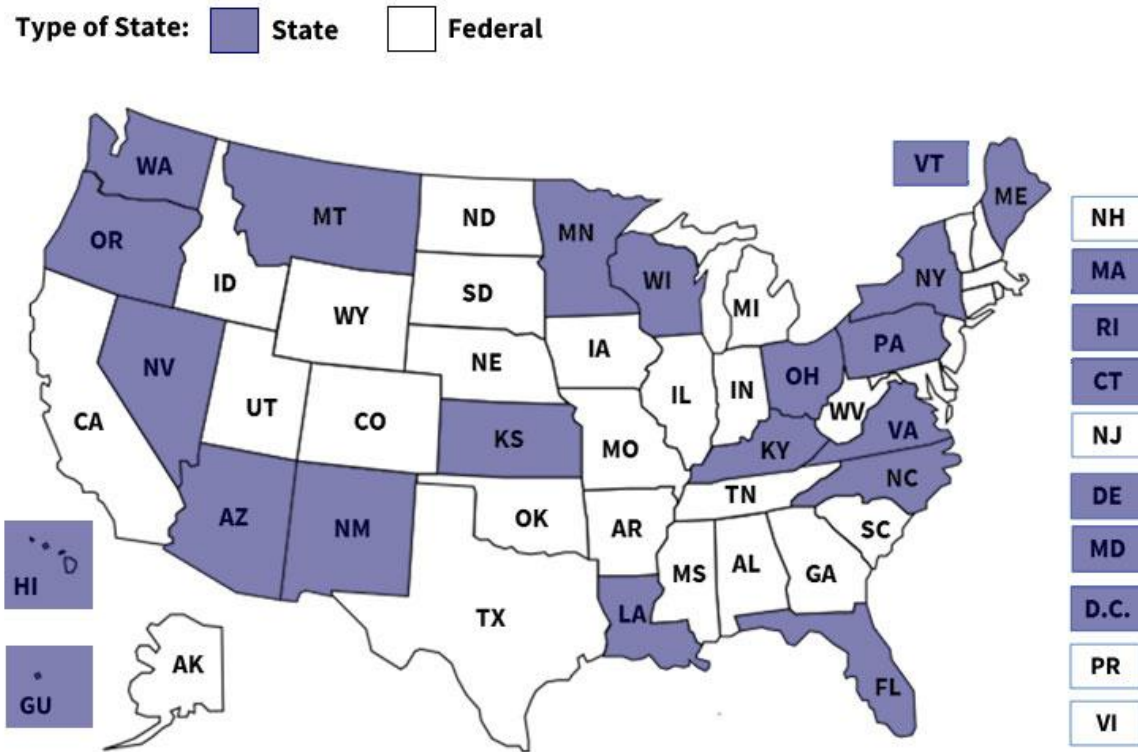 Type of State: State Federal
VT
WA
ME
MT
ND
NH
MN
OR
MA
WI
NY
ID
SD
MI
WY
RI
PA
IA
NE
NV
OH
CT
IN
IL
UT
WV
CO
CA
VA
NJ
KS
KY
MO
NC
TN
DE
AZ
OK
NM
AR
SC
MD
AL
MS
GA
HI
D.C.
LA
TX
AK
PR
FL
GU
VI